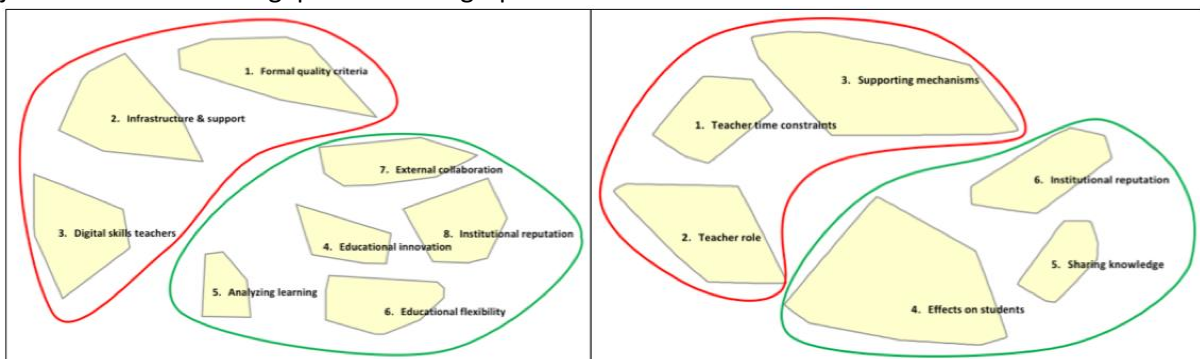 1. Formal quality criteria
2. Infrastructure & support
7. External collaboration
3. Digital skills teachers
8. Institutional reputation
4. Educational innovation
5. Analyzing learning
6. Educational flexibility
3. Supporting mechanisms
1. Teacher time constraints
6. Institutional reputation
2. Teacher role
5. Sharing knowledge
4. Effects on students